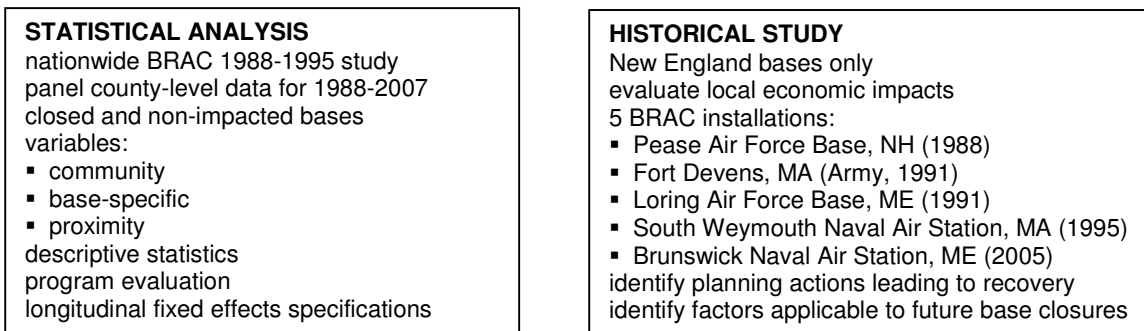 STATISTICAL ANALYSIS
nationwide BRAC 1988-1995 study
panel county-level data for 1988-2007
closed and non-impacted bases
variables:
▪ community
▪ base-specific
▪ proximity
descriptive statistics
program evaluation
longitudinal fixed effects specifications
HISTORICAL STUDY
New England bases only
evaluate local economic impacts
5 BRAC installations:
▪ Pease Air Force Base, NH (1988)
▪ Fort Devens, MA (Army, 1991)
▪ Loring Air Force Base, ME (1991)
▪ South Weymouth Naval Air Station, MA (1995)
▪ Brunswick Naval Air Station, ME (2005)
identify planning actions leading to recovery
identify factors applicable to future base closures